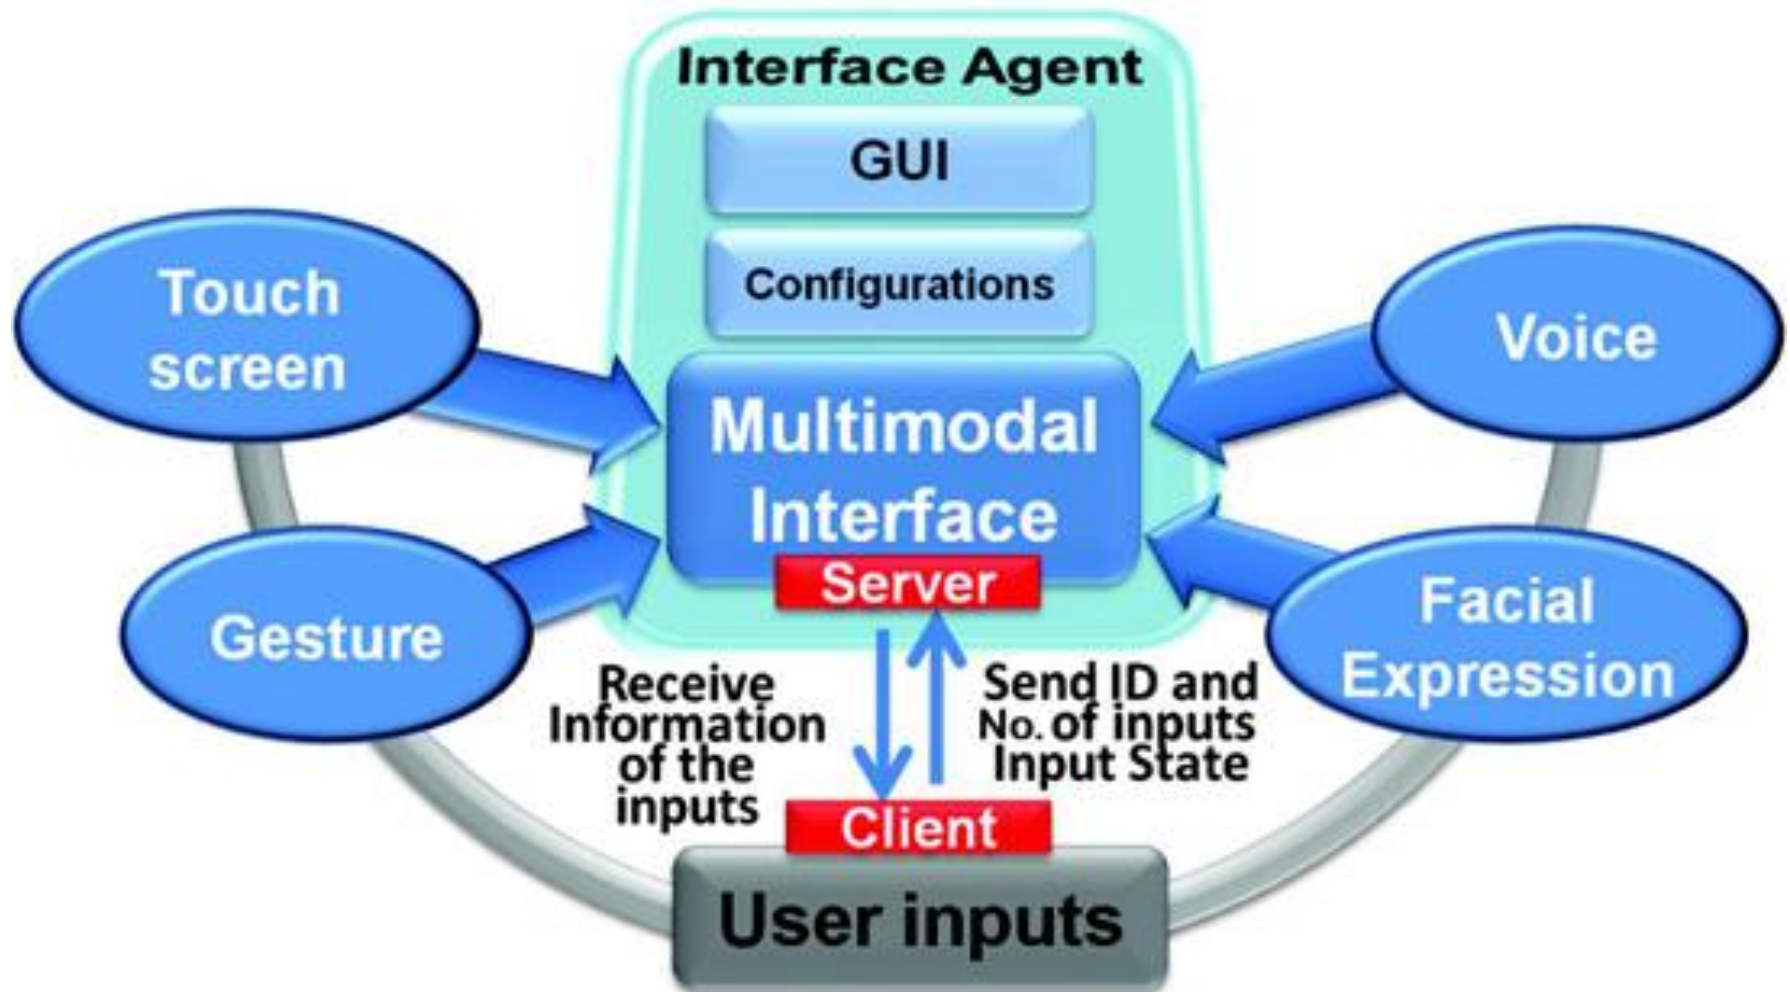 Interface Agent
GUI
Configurations
Touch
screen
Voice
Multimodal
Interface
Server
Gesture
Facial
Expression
Receive
Information
of the
inputs
Send ID and
No. of inputs
Input State
Client
User inputs